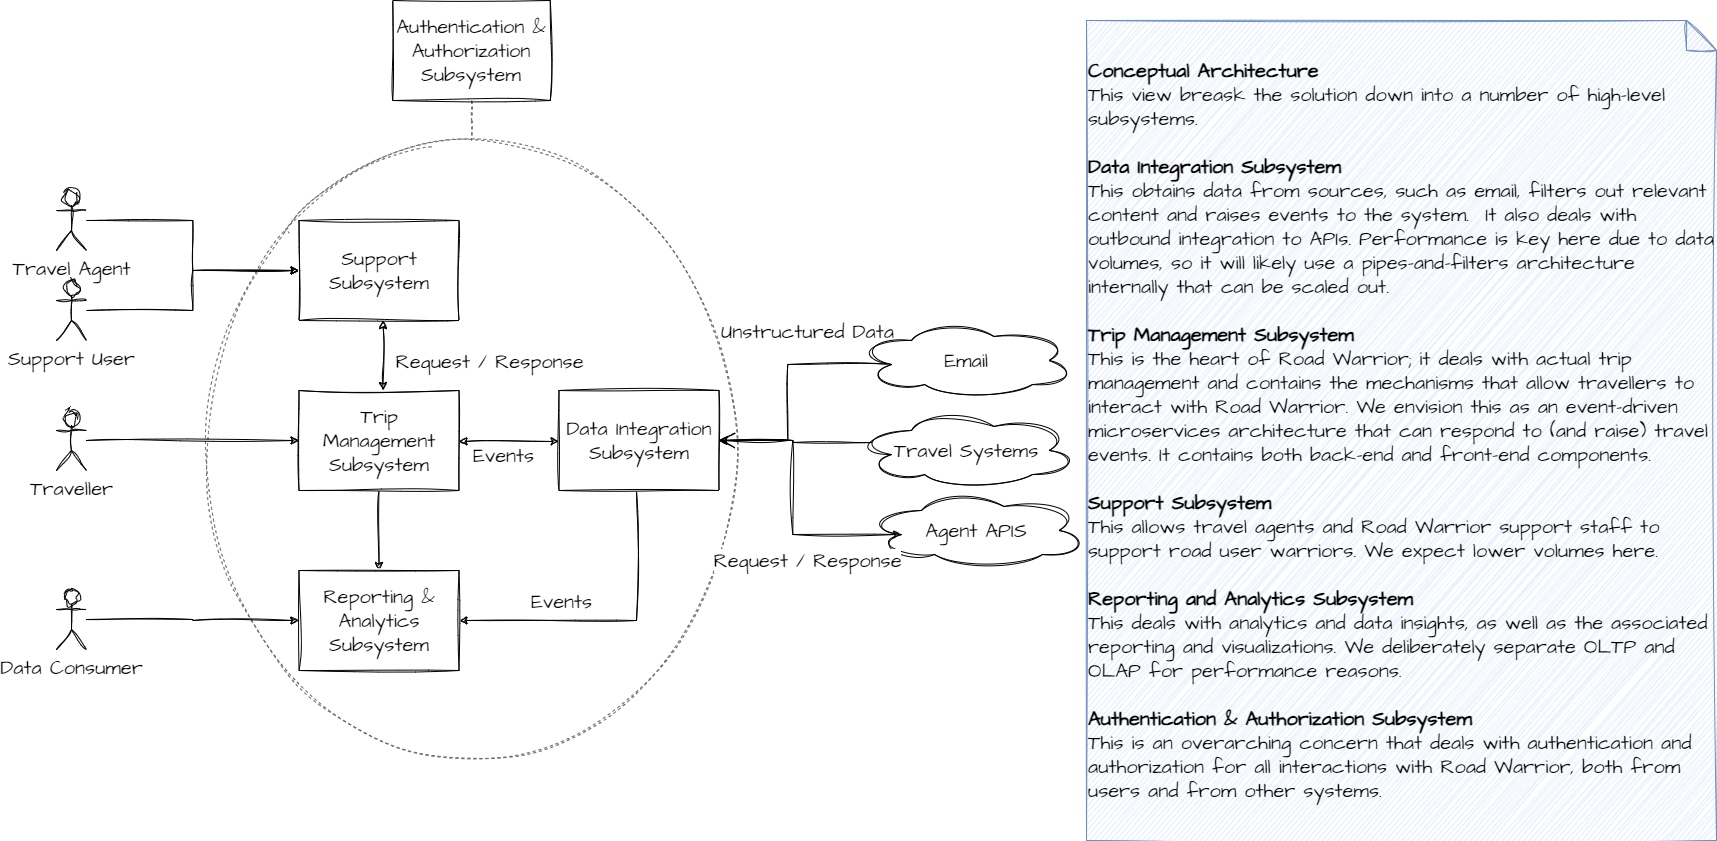 Authentication &
Authorization
Subsystem
Travel Agent
Support User
Traveller
Data Consumer
Support
Subsystem
Request / Response
Trip
Management
Subsystem
Events
Data Integration
Subsystem
Reporting &
Analytics
Subsystem
Events
Unstructured Data
Email
Travel Systems
Agent APIS
Request / Response
Conceptual Architecture
This view breask the solution down into a number of high-level
subsystems.
Data Integration Subsystem
This obtains data from sources, such as email, filters out relevant
content and raises events to the system. It also deals with
outbound integration to APIs. Performance is key here due to data
volumes, so it will likely use a pipes-and-filters architecture
internally that can be scaled out.
Trip Management Subsystem
This is the heart of Road Warrior; it deals with actual trip
management and contains the mechanisms that allow travellers to
interact with Road Warrior. We envision this as an event-driven
microservices architecture that can respond to (and raise) travel
events. It contains both back-end and front-end components.
Support Subsystem
This allows travel agents and Road Warrior support staff to
support road user warriors. We expect lower volumes here.
Reporting and Analytics Subsystem
This deals with analytics and data insights, as well as the associated
reporting and visualizations. We deliberately separate OLTP and
OLAP for performance reasons.
Authentication & Authorization Subsystem
This is an overarching concern that deals with authentication and
authorization for all interactions with Road Warrior, both from
users and from other systems.